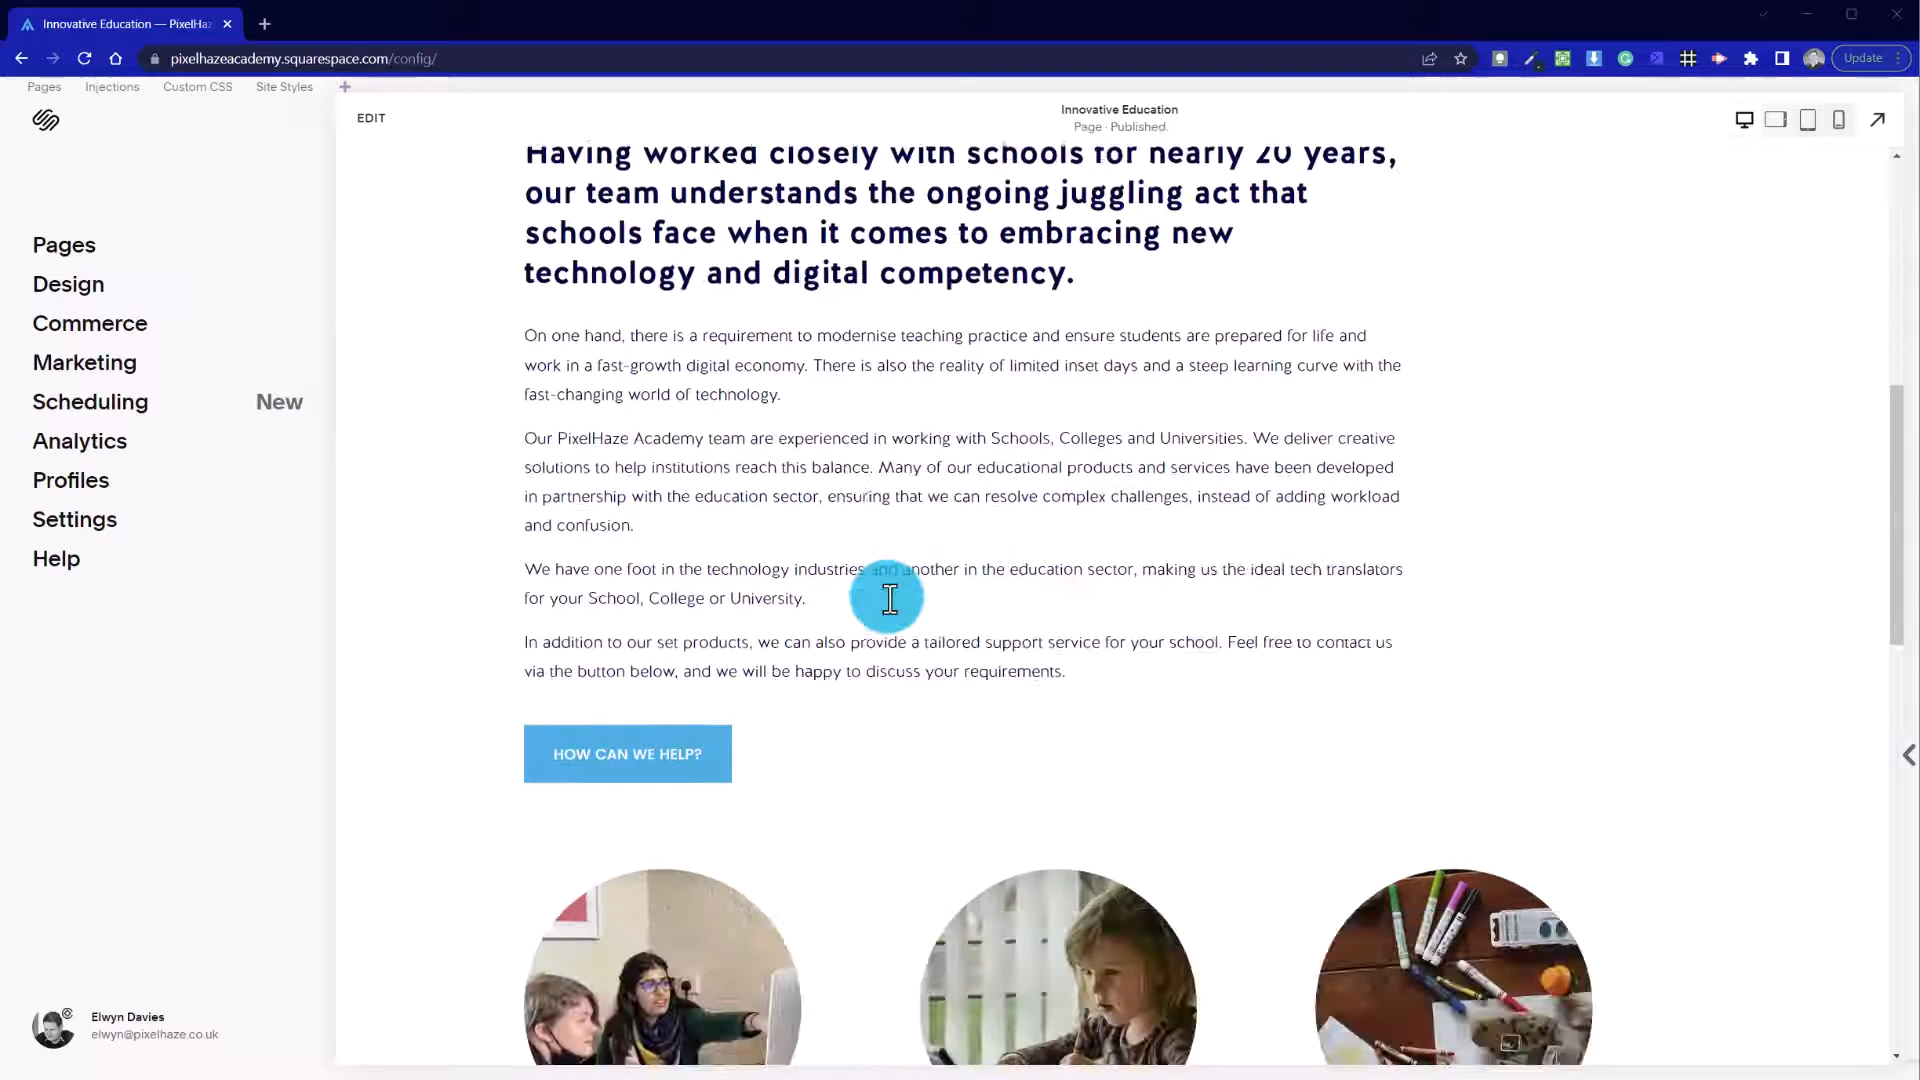 Innovative Education — PixelHaz
pixelhazeacademy.squarespace.com/config/
Update
Pages
Injections
Custom CSS
Site Styles
EDIT
Innovative Education
Page · Published.
Pages
Design
Commerce
Marketing
Scheduling
New
Analytics
Profiles
Settings
Help
Having worked closely with schools for nearly 20 years,
our team understands the ongoing juggling act that
schools face when it comes to embracing new
technology and digital competency.
On one hand, there is a requirement to modernise teaching practice and ensure students are prepared for life and
work in a fast-growth digital economy. There is also the reality of limited inset days and a steep learning curve with the
fast-changing world of technology.
Our PixelHaze Academy team are experienced in working with Schools, Colleges and Universities. We deliver creative
solutions to help institutions reach this balance. Many of our educational products and services have been developed
in partnership with the education sector, ensuring that we can resolve complex challenges, instead of adding workload
and confusion.
We have one foot in the technology industries and another in the education sector, making us the ideal tech translators
for your School, College or University.
In addition to our set products, we can also provide a tailored support service for your school. Feel free to contact us
via the button below, and we will be happy to discuss your requirements.
HOW CAN WE HELP?
Elwyn Davies
elwyn@pixelhaze.co.uk